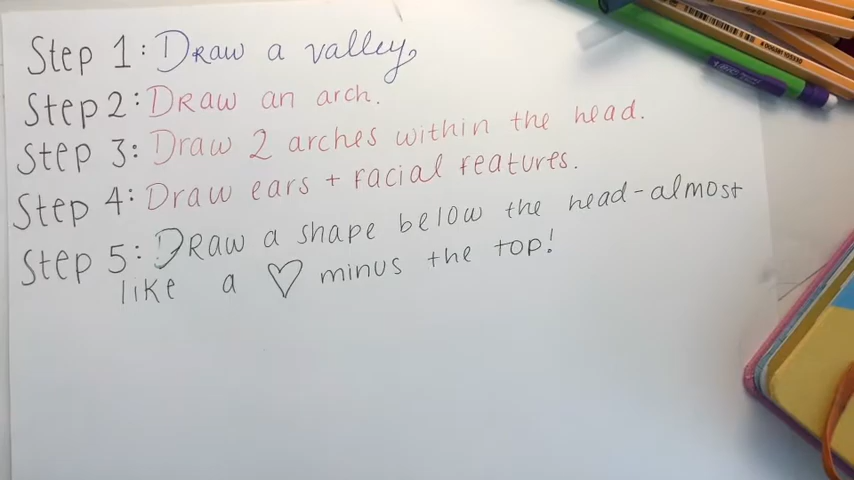 Step 1: Draw a valley
Step 2: Draw an arch.
Step 3: Draw 2 arches within the head.
Step 4: Draw ears + racial features.
Step 5: Draw a shape below the head-almost
like a ♡ minus the top!